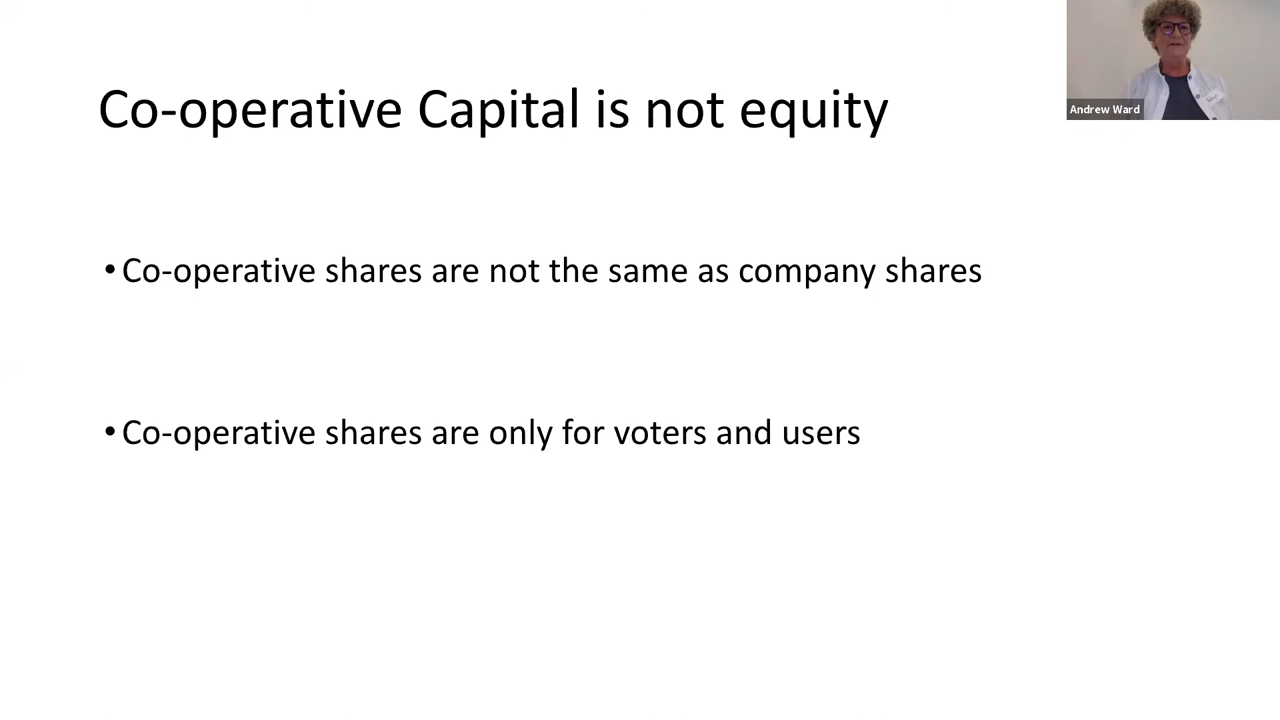 Co-operative Capital is not equity
Andrew Ward
•Co-operative shares are not the same as company shares
•Co-operative shares are only for voters and users